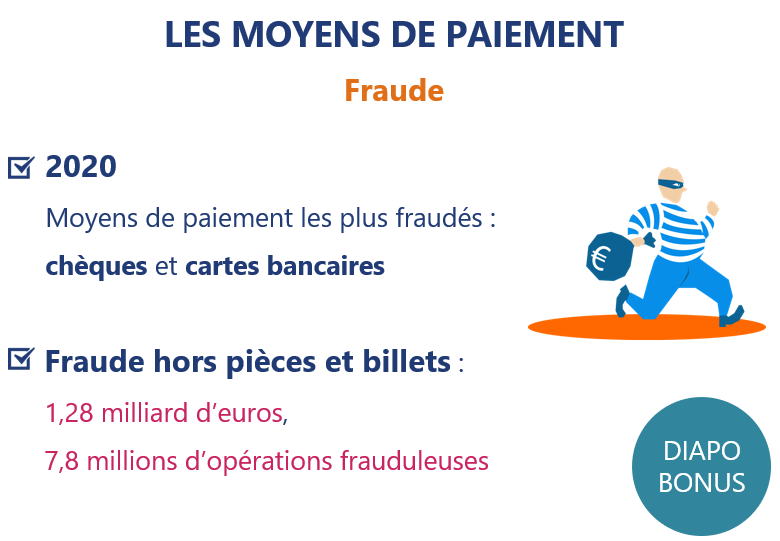 LES MOYENS DE PAIEMENT
Fraude
2020
Moyens de paiement les plus fraudés :
chèques et cartes bancaires
€
Fraude hors pièces et billets :
1,28 milliard d’euros,
7,8 millions d’opérations frauduleuses
DIAPO
BONUS